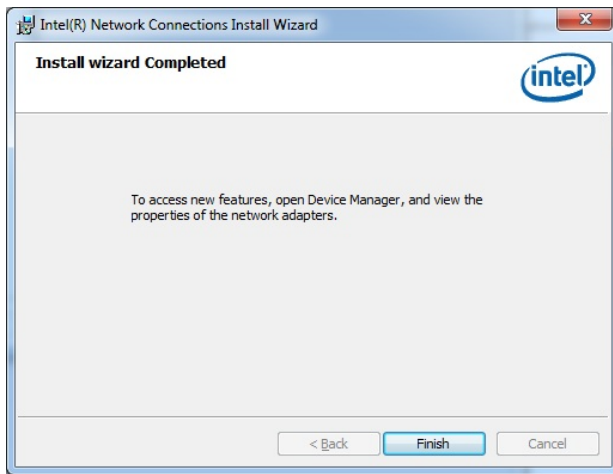 Intel(R) Network Connections Install Wizard
Install wizard Completed
intel
To access new features, open Device Manager, and view the
properties of the network adapters.
< Back
Finish
Cancel